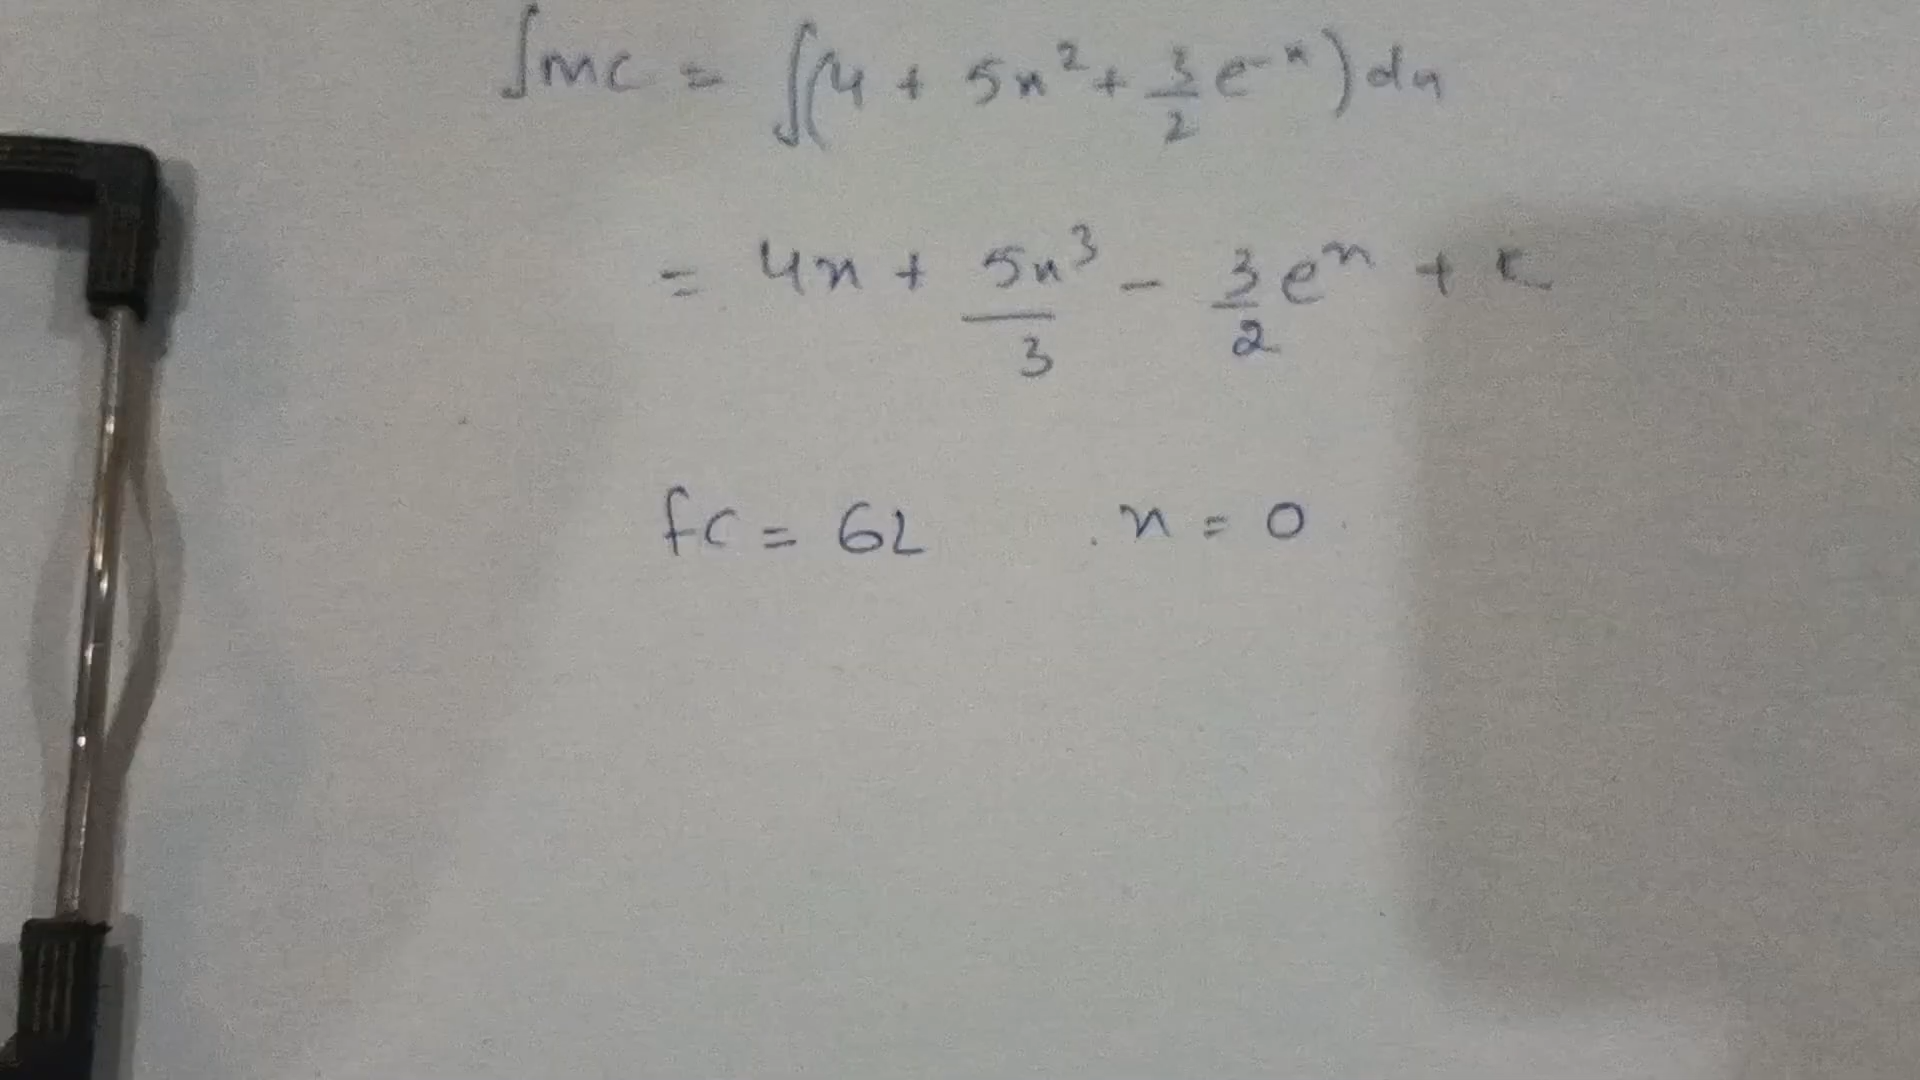 ∫mc = ∫(4 + 5x² + 3/2 e⁻ˣ) dx
= 4x + 5x³/3 - 3/2 eˣ + c
fc = 62 x = 0